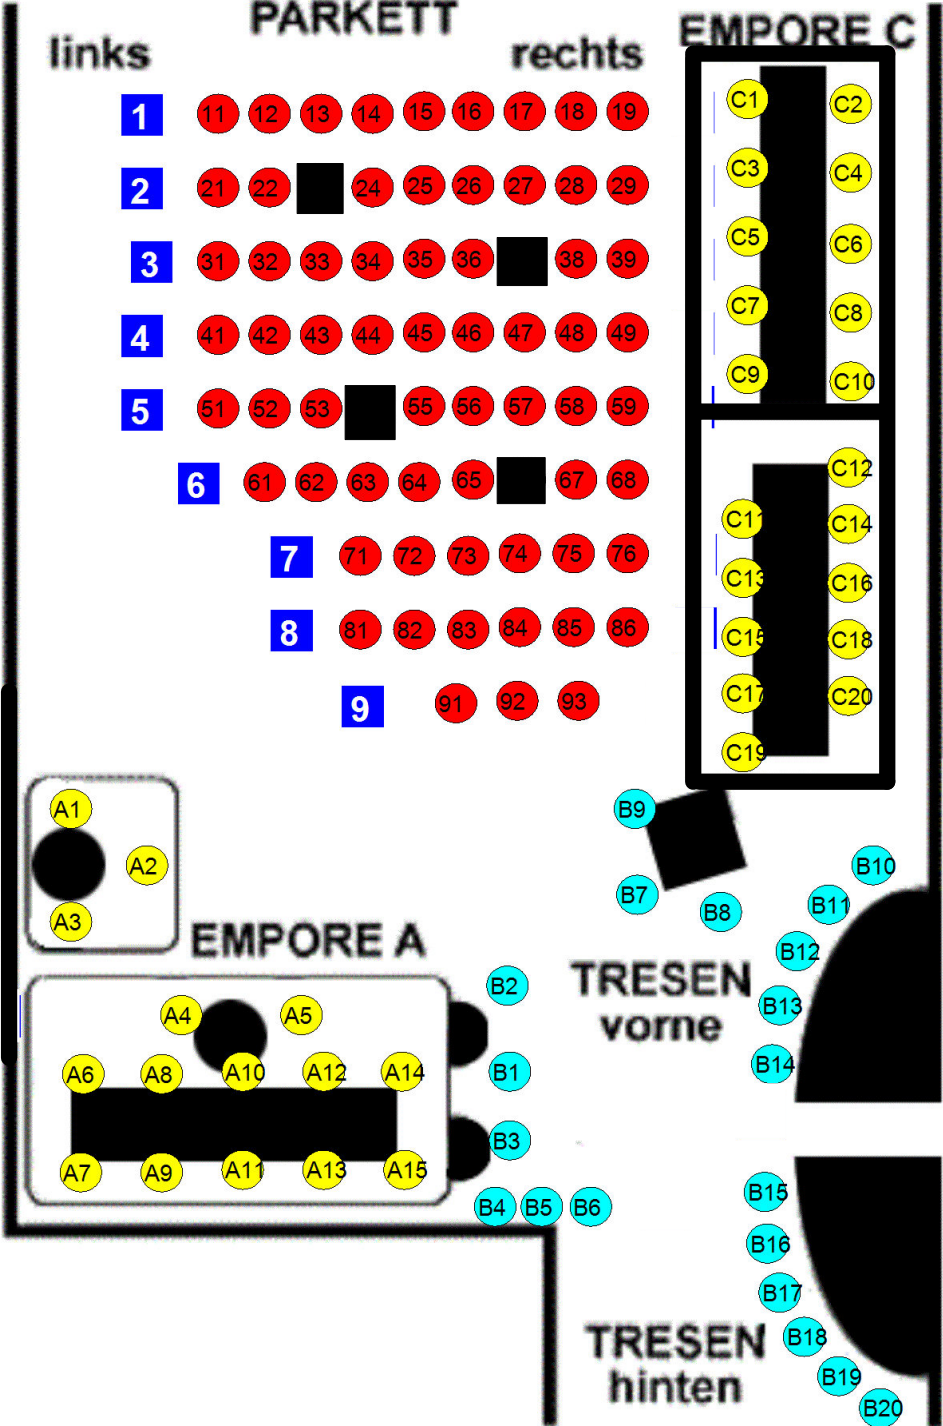 PARKETT
links rechts
EMPORE C
1 11 12 13 14 15 16 17 18 19
2 21 22 24 25 26 27 28 29
3 31 32 33 34 35 36 38 39
4 41 42 43 44 45 46 47 48 49
5 51 52 53 55 56 57 58 59
6 61 62 63 64 65 67 68
7 71 72 73 74 75 76
8 81 82 83 84 85 86
9 91 92 93
C1 C2
C3 C4
C5 C6
C7 C8
C9 C10
C12
C11 C14
C13 C16
C15 C18
C17 C20
C19
A1
A2
A3
EMPORE A
A4 A5
A6 A8 A10 A12 A14
A7 A9 A11 A13 A15
B9
B7 B8
B10
B11
B12
B13
B14
TRESEN
vorne
B2
B1
B3
B4 B5 B6
B15
B16
B17
B18
B19
B20
TRESEN
hinten